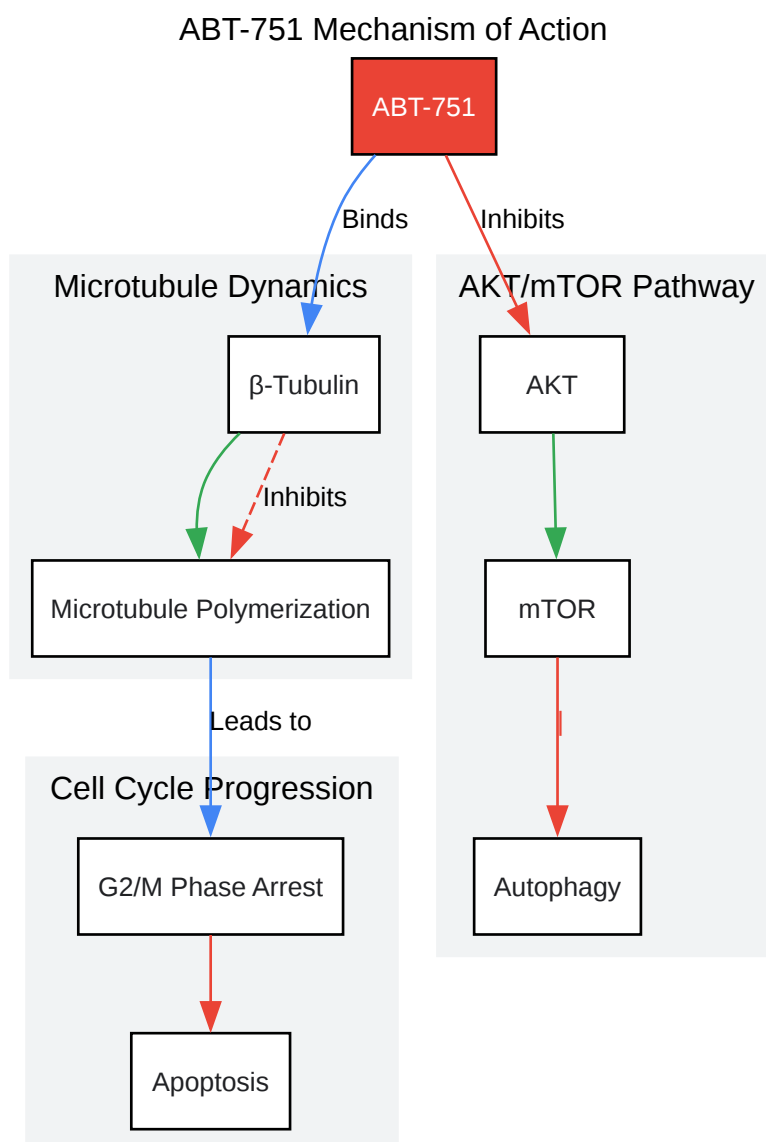 ABT-751 Mechanism of Action
ABT-751
Binds
Inhibits
Microtubule Dynamics
AKT/mTOR Pathway
β-Tubulin
AKT
Inhibits
Microtubule Polymerization
mTOR
Leads to
|
Cell Cycle Progression
G2/M Phase Arrest
Autophagy
Apoptosis